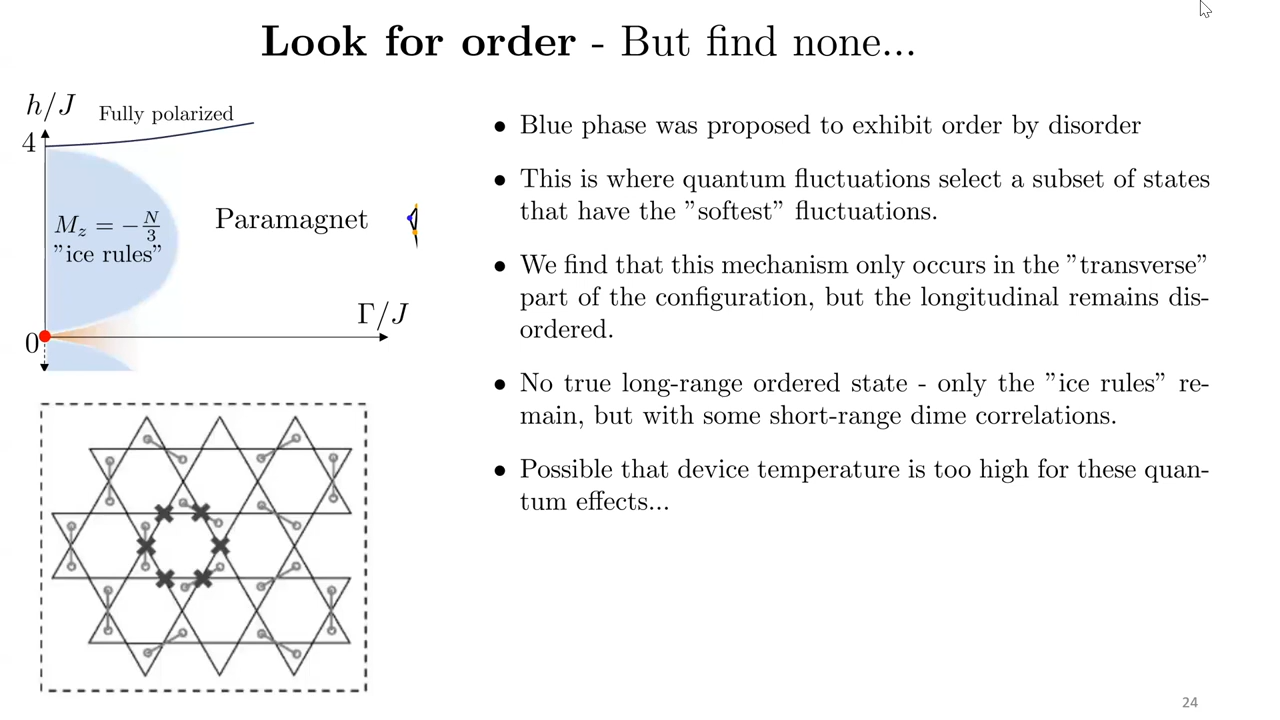 Look for order - But find none...
h/J
Fully polarized
4
M_z = -N/3
"ice rules"
Paramagnet
Γ/J
0
• Blue phase was proposed to exhibit order by disorder
• This is where quantum fluctuations select a subset of states
that have the "softest" fluctuations.
• We find that this mechanism only occurs in the "transverse"
part of the configuration, but the longitudinal remains dis-
ordered.
• No true long-range ordered state - only the "ice rules" re-
main, but with some short-range dime correlations.
• Possible that device temperature is too high for these quan-
tum effects...
24